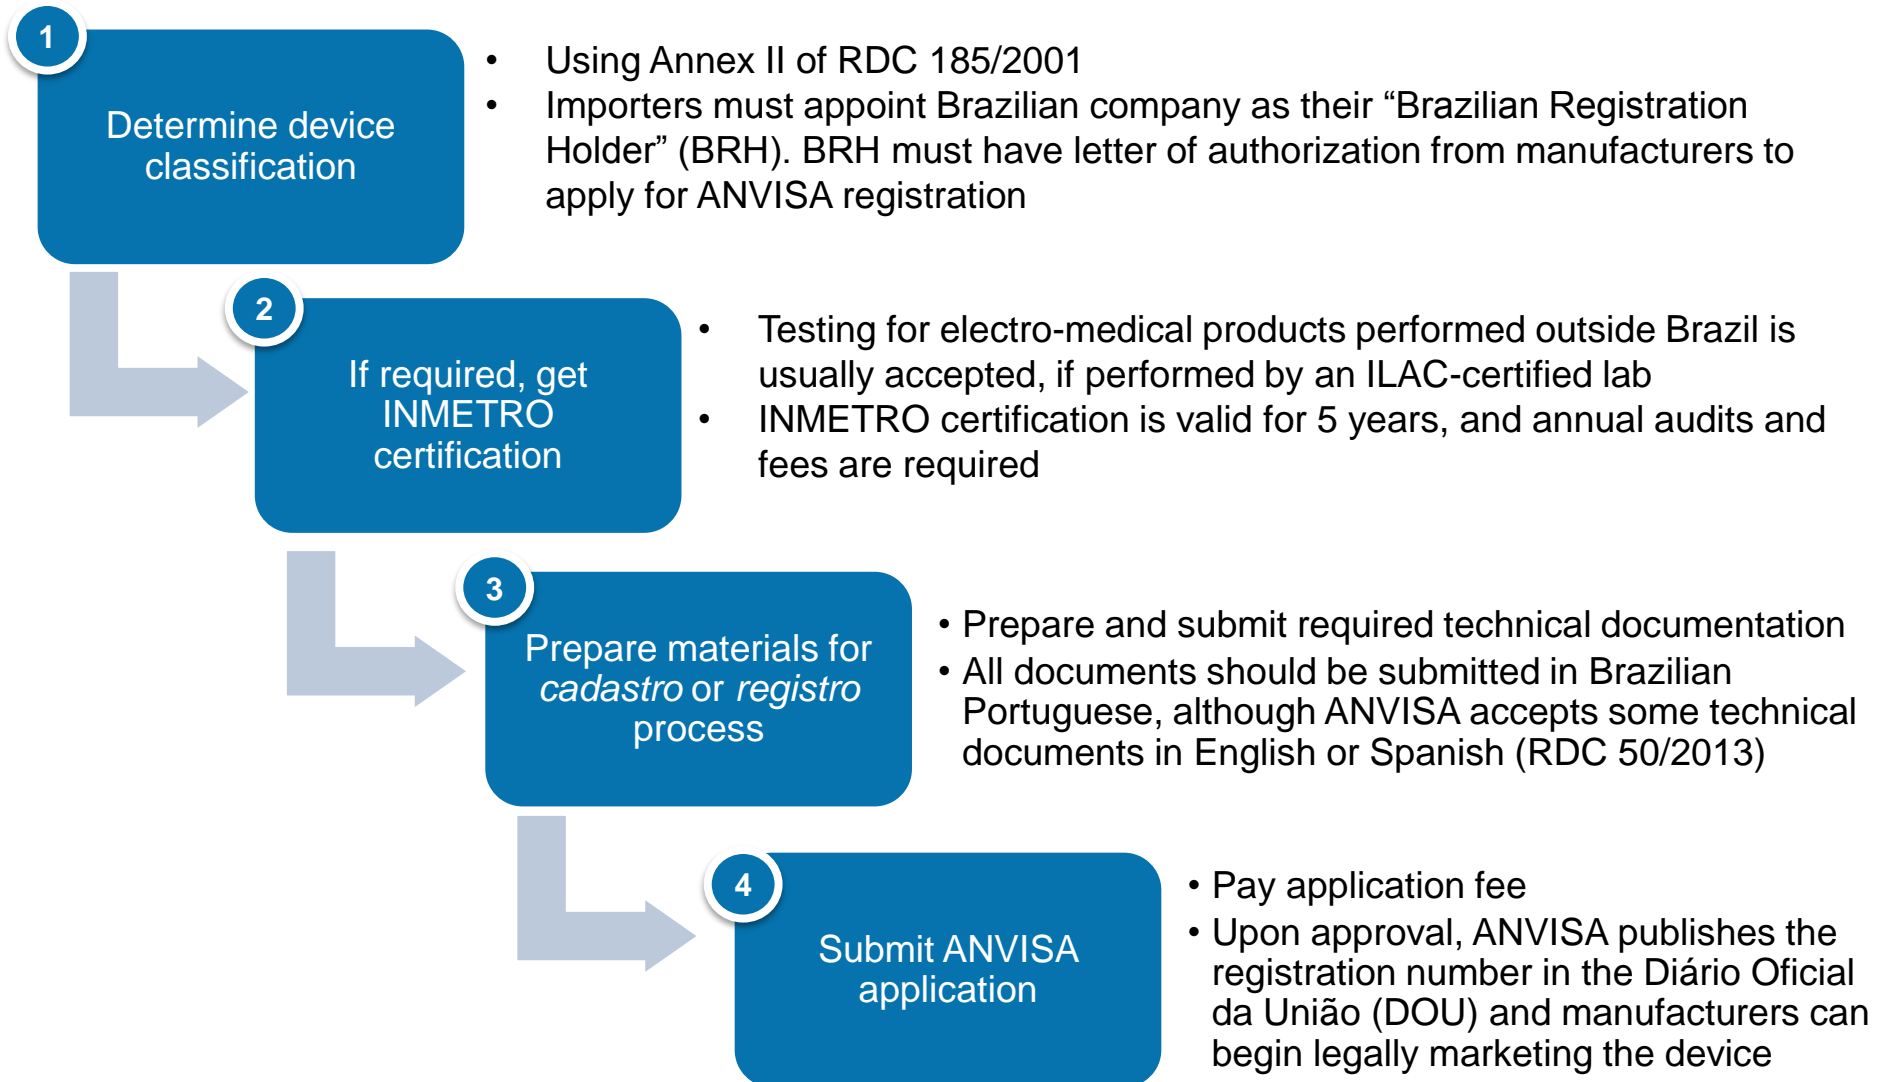 1
Determine device
classification
• Using Annex II of RDC 185/2001
• Importers must appoint Brazilian company as their “Brazilian Registration
Holder” (BRH). BRH must have letter of authorization from manufacturers to
apply for ANVISA registration
2
If required, get
INMETRO
certification
• Testing for electro-medical products performed outside Brazil is
usually accepted, if performed by an ILAC-certified lab
• INMETRO certification is valid for 5 years, and annual audits and
fees are required
3
Prepare materials for
cadastro or registro
process
• Prepare and submit required technical documentation
• All documents should be submitted in Brazilian
Portuguese, although ANVISA accepts some technical
documents in English or Spanish (RDC 50/2013)
4
Submit ANVISA
application
• Pay application fee
• Upon approval, ANVISA publishes the
registration number in the Diário Oficial
da União (DOU) and manufacturers can
begin legally marketing the device